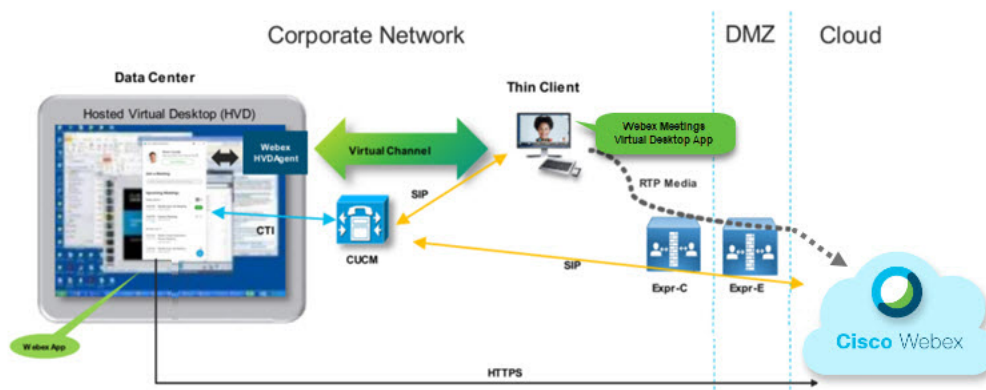 Corporate Network
DMZ
Cloud
Data Center
Thin Client
Hosted Virtual Desktop (HVD)
Webex
HVDAgent
Virtual Channel
Webex Meetings
Virtual Desktop App
RTP Media
SIP
CTI
CUCM
SIP
Expr-C
Expr-E
Cisco Webex
Webex App
HTTPS